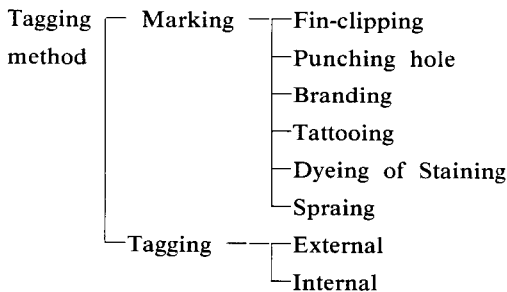 Tagging method
Marking
Fin-clipping
Punching hole
Branding
Tattooing
Dyeing of Staining
Spraing
Tagging
External
Internal